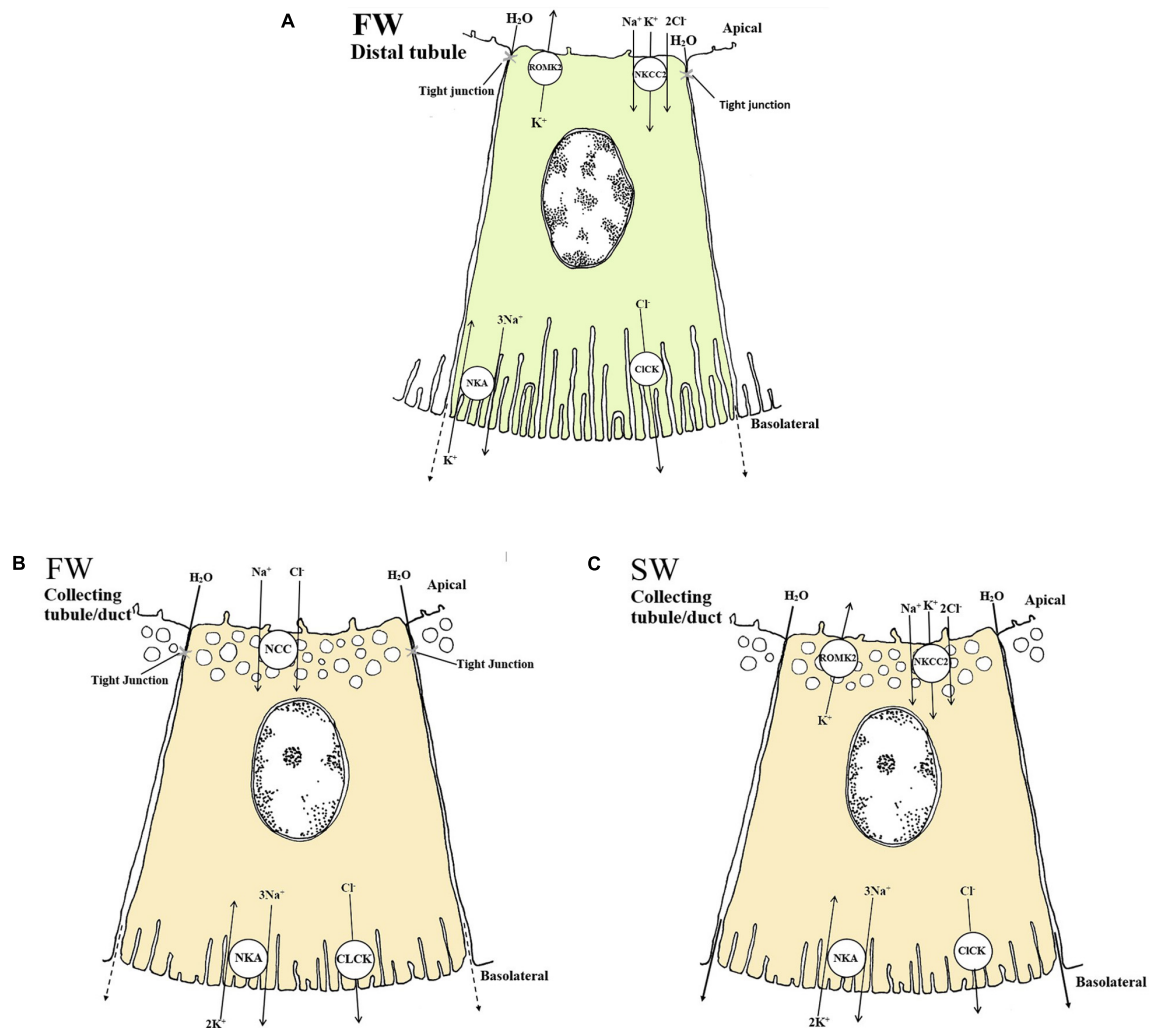 A
FW
Distal tubule
H₂O
Na⁺ K⁺ 2Cl⁻
H₂O
Apical
ROMK2
NKCC2
Tight junction
Tight junction
K⁺
Cl⁻
3Na⁺
NKA
ClCK
Basolateral
K⁺
B
FW
Collecting
tubule/duct
H₂O
Na⁺
Cl⁻
H₂O
Apical
NCC
Tight Junction
Tight Junction
3Na⁺
Cl⁻
NKA
CLCK
Basolateral
2K⁺
C
SW
Collecting
tubule/duct
H₂O
Na⁺ K⁺ 2Cl⁻
H₂O
Apical
ROMK2
NKCC2
K⁺
3Na⁺
Cl⁻
NKA
ClCK
Basolateral
2K⁺